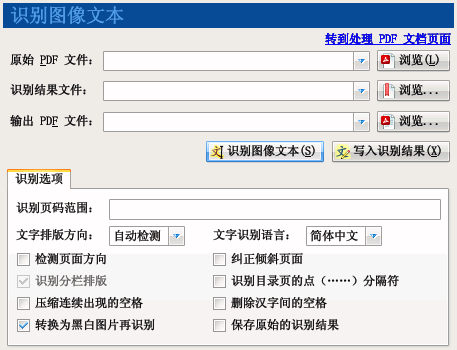 识别图像文本
转到处理 PDF 文档页面
原始 PDF 文件： 浏览(L)
识别结果文件： 浏览...
输出 PDF 文件： 浏览...
识别图像文本(S) 写入识别结果(X)
识别选项
识别页码范围：
文字排版方向： 自动检测 文字识别语言： 简体中文
检测页面方向 纠正倾斜页面
识别分栏排版 识别目录页的点（……）分隔符
压缩连续出现的空格 删除汉字间的空格
转换为黑白图片再识别 保存原始的识别结果